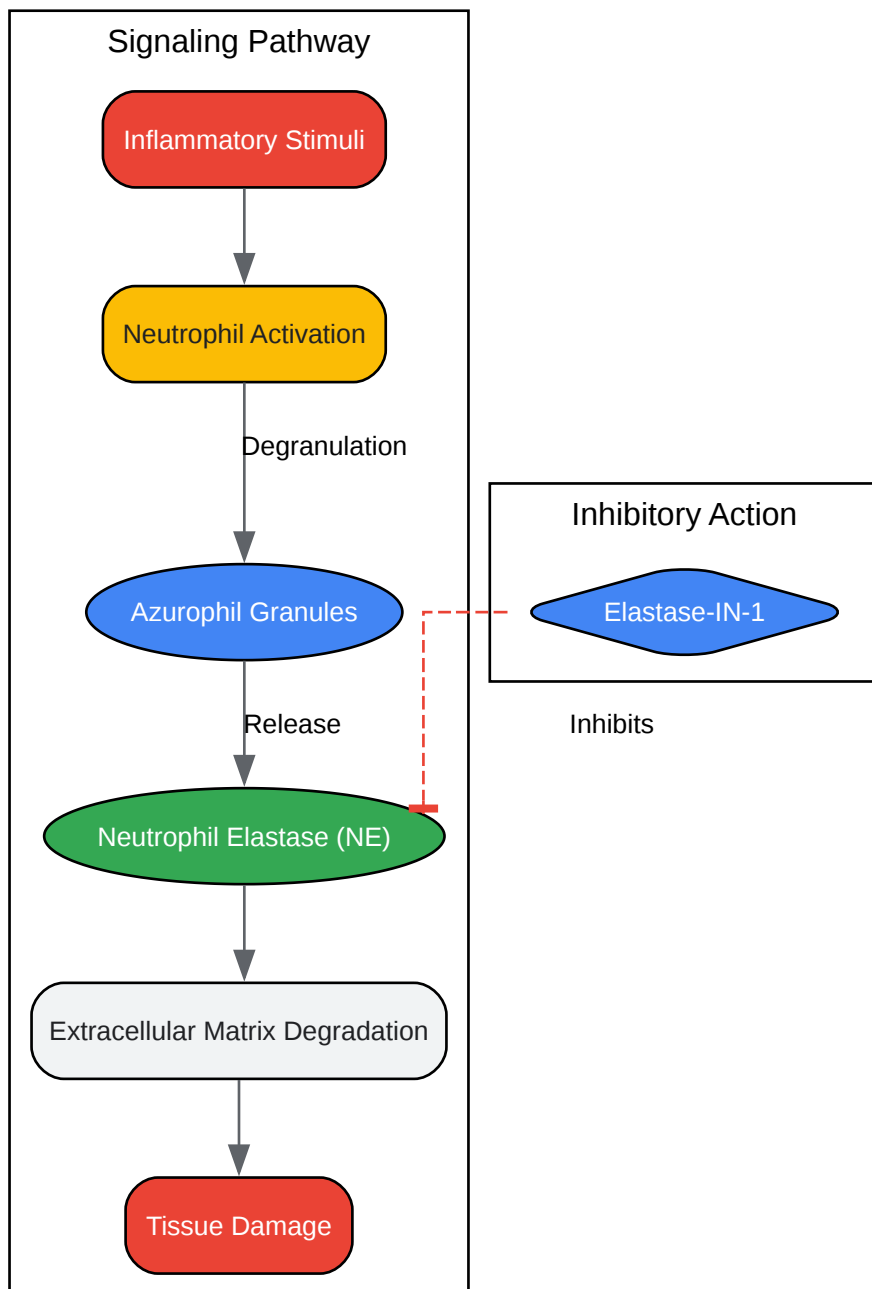 Signaling Pathway
Inflammatory Stimuli
Neutrophil Activation
Degranulation
Inhibitory Action
Azurophil Granules
Elastase-IN-1
Release
Inhibits
Neutrophil Elastase (NE)
Extracellular Matrix Degradation
Tissue Damage